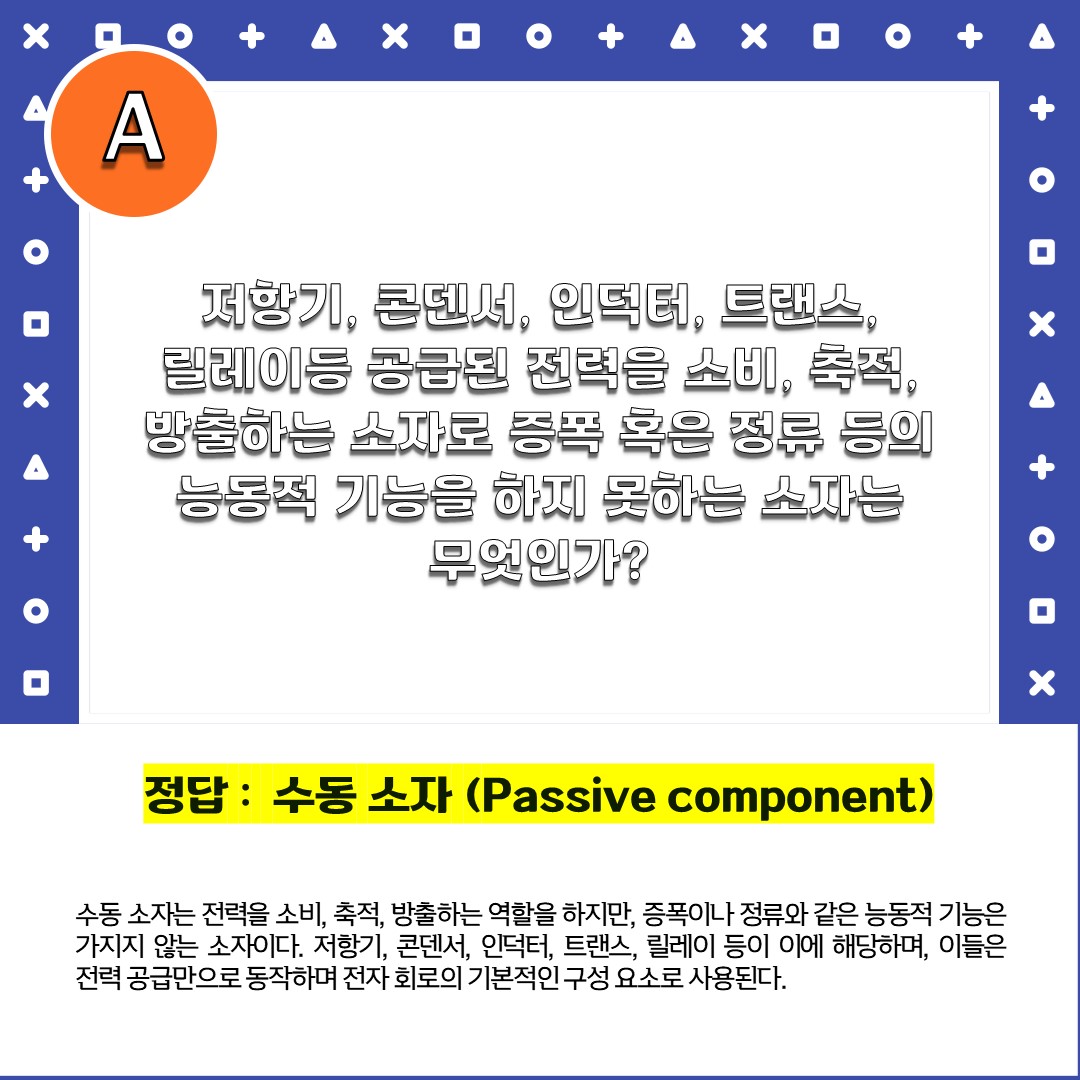 A
저항기, 콘덴서, 인덕터, 트랜스,
릴레이등 공급된 전력을 소비, 축적,
방출하는 소자로 증폭 혹은 정류 등의
능동적 기능을 하지 못하는 소자는
무엇인가?
정답 : 수동 소자 (Passive component)
수동 소자는 전력을 소비, 축적, 방출하는 역할을 하지만, 증폭이나 정류와 같은 능동적 기능은
가지지 않는 소자이다. 저항기, 콘덴서, 인덕터, 트랜스, 릴레이 등이 이에 해당하며, 이들은
전력 공급만으로 동작하며 전자 회로의 기본적인 구성 요소로 사용된다.